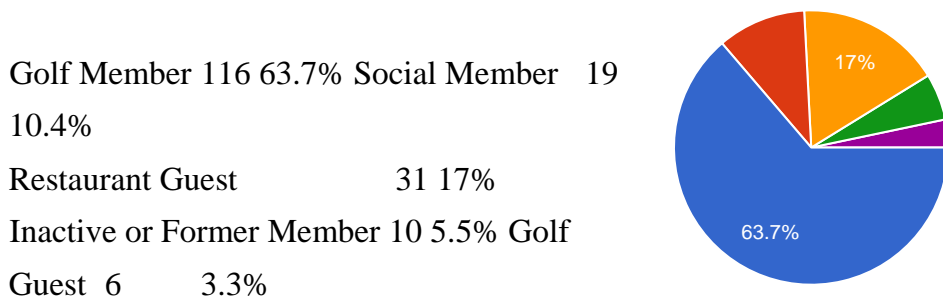 Golf Member 116 63.7% Social Member 19
10.4%
Restaurant Guest 31 17%
Inactive or Former Member 10 5.5% Golf
Guest 6 3.3%
17%
63.7%